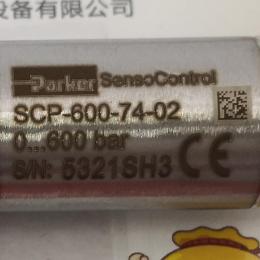 设备有限公司
Parker SensoControl
SCP-600-74-02
0...600 bar
S/N: 5321SH3 CE